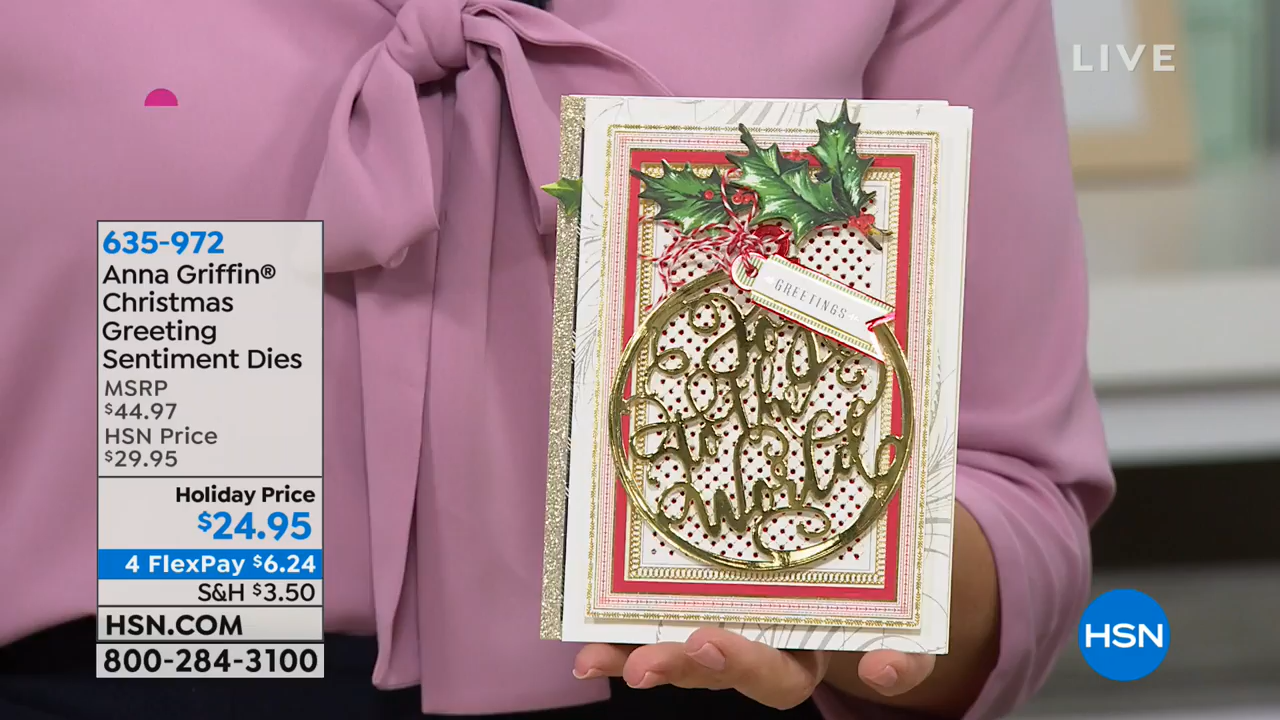 LIVE
635-972
Anna Griffin®
Christmas
Greeting
Sentiment Dies
MSRP
$44.97
HSN Price
$29.95
Holiday Price
$24.95
4 FlexPay $6.24
S&H $3.50
HSN.COM
800-284-3100
GREETINGS
Joy
to the
World
HSN